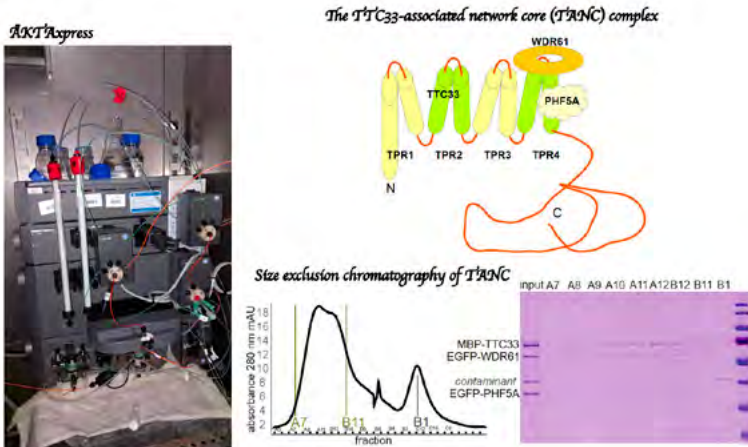 ÄKTAxpress
The TTC33-associated network core (TANC) complex
WDR61
TTC33
PHF5A
TPR1
TPR2
TPR3
TPR4
N
C
Size exclusion chromatography of TANC
absorbance 280 nm mAU
18
16
14
12
10
8
6
4
2
A7
B11
B1
fraction
input A7 A8 A9 A10 A11 A12 B12 B11 B1
MBP-TTC33
EGFP-WDR61
contaminant
EGFP-PHF5A